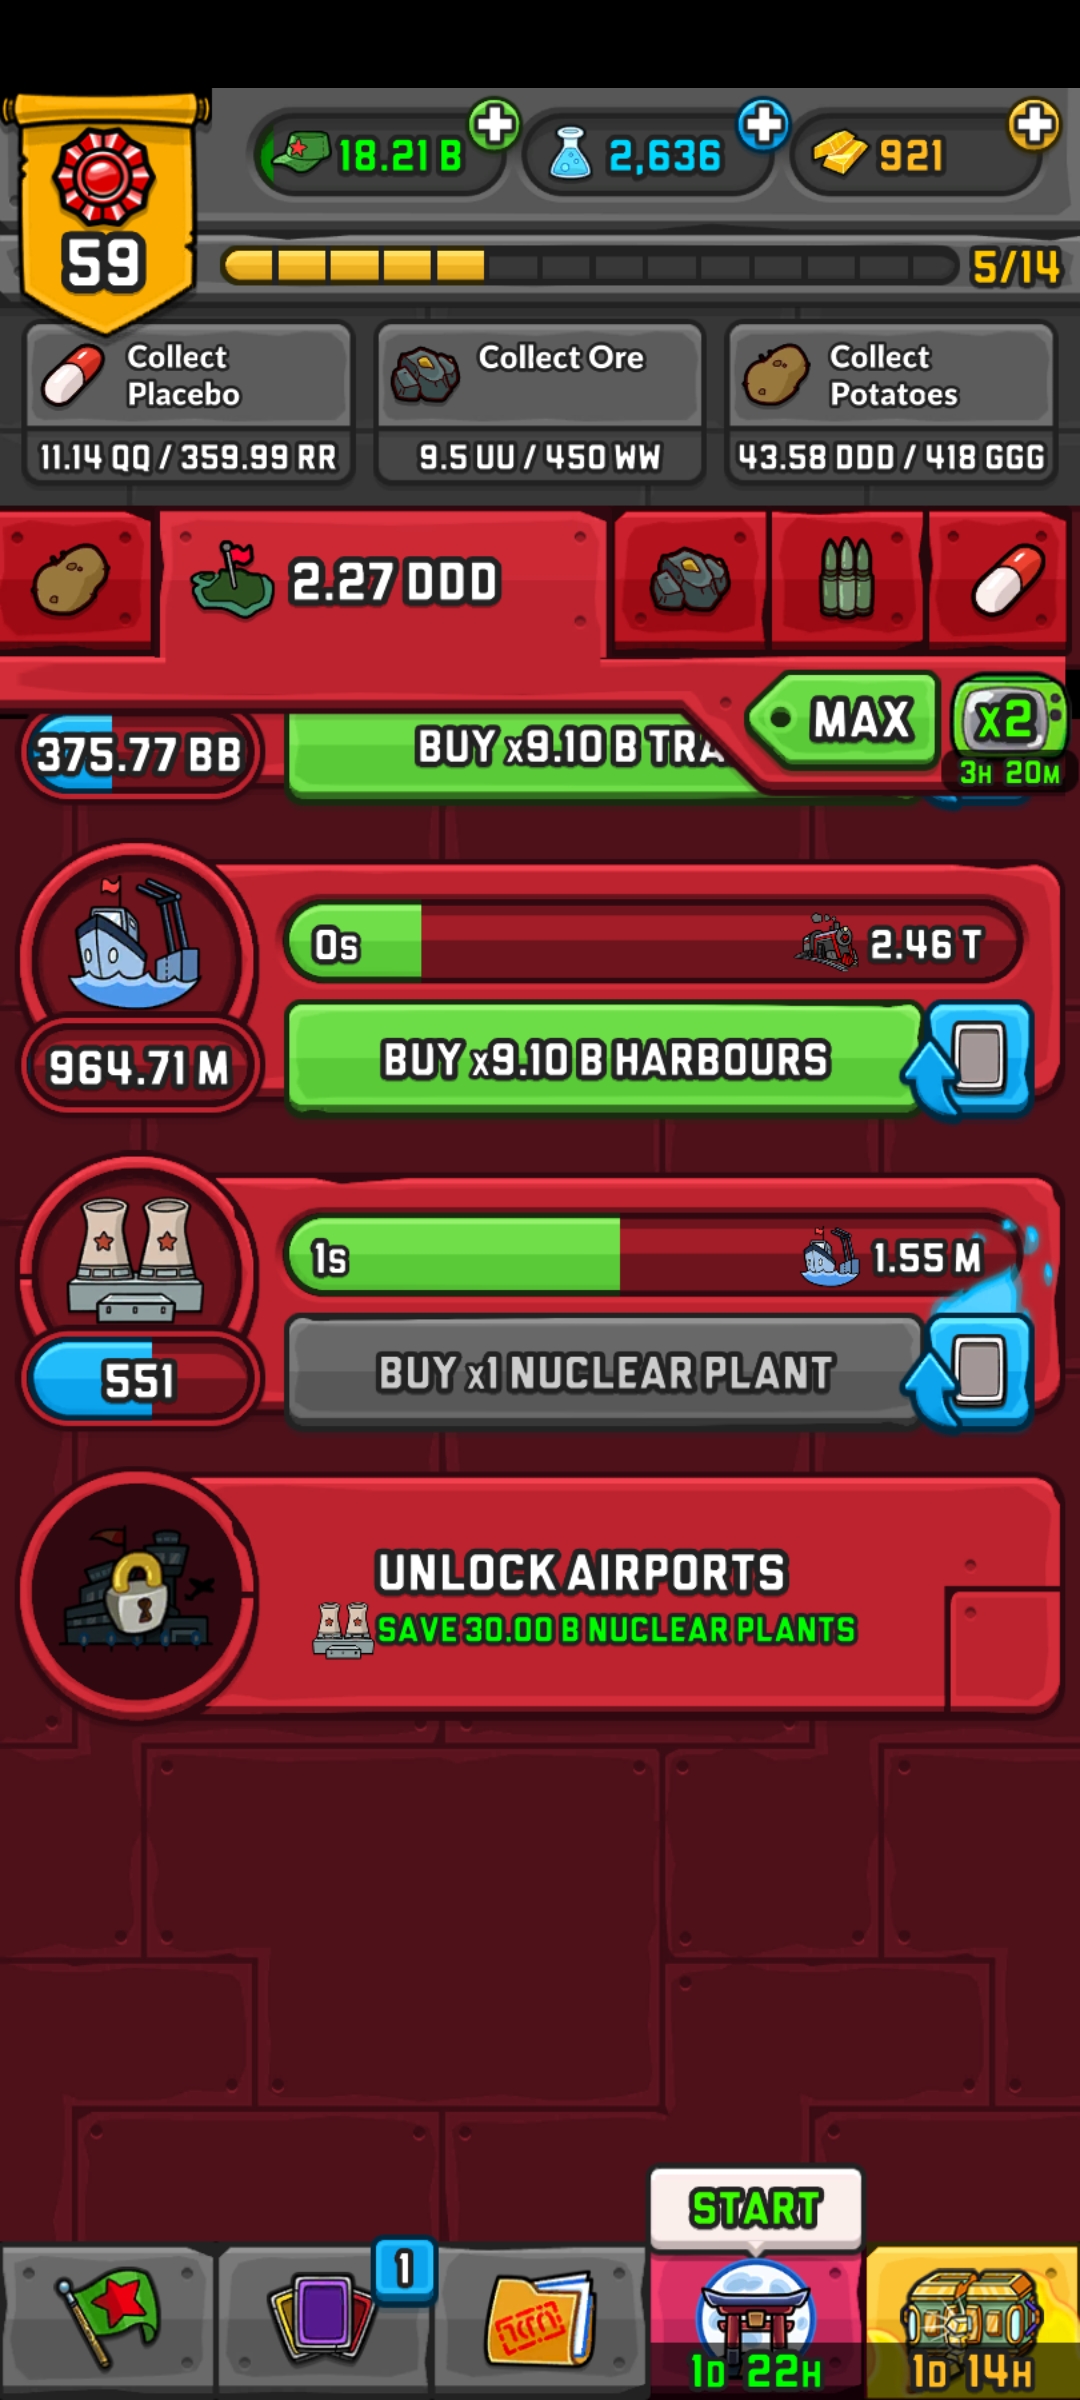 18.21 B
2,636
921
59
5/14
Collect
Placebo
11.14 QQ / 359.99 RR
Collect Ore
9.5 UU / 450 WW
Collect
Potatoes
43.58 DDD / 418 GGG
2.27 DDD
MAX
x2
3H 20M
375.77 BB
BUY x9.10 B TRA
0s
2.46 T
964.71 M
BUY x9.10 B HARBOURS
1s
1.55 M
551
BUY x1 NUCLEAR PLANT
UNLOCK AIRPORTS
SAVE 30.00 B NUCLEAR PLANTS
START
1
1D 22H
1D 14H